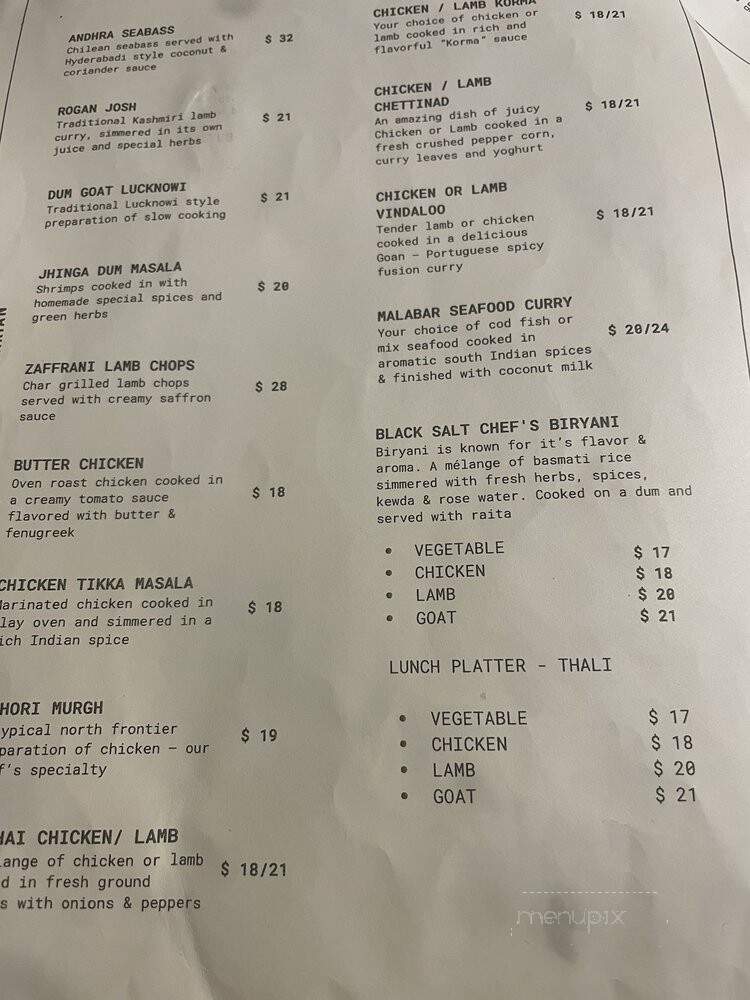 ANDHRA SEABASS $ 32
Chilean seabass served with
Hyderabadi style coconut &
coriander sauce
ROGAN JOSH
Traditional Kashmiri lamb $ 21
curry, simmered in its own
juice and special herbs
DUM GOAT LUCKNOWI
Traditional Lucknowi style $ 21
preparation of slow cooking
JHINGA DUM MASALA
Shrimps cooked in with $ 20
homemade special spices and
green herbs
ZAFFRANI LAMB CHOPS
Char grilled lamb chops $ 28
served with creamy saffron
sauce
BUTTER CHICKEN
Oven roast chicken cooked in
a creamy tomato sauce $ 18
flavored with butter &
fenugreek
CHICKEN TIKKA MASALA
arinated chicken cooked in $ 18
lay oven and simmered in a
ich Indian spice
HORI MURGH
ypical north frontier $ 19
paration of chicken – our
f's specialty
HAI CHICKEN/ LAMB
ange of chicken or lamb $ 18/21
d in fresh ground
s with onions & peppers
CHICKEN / LAMB KORMA
Your choice of chicken or $ 18/21
lamb cooked in rich and
flavorful "Korma" sauce
CHICKEN / LAMB
CHETTINAD $ 18/21
An amazing dish of juicy
Chicken or Lamb cooked in a
fresh crushed pepper corn,
curry leaves and yoghurt
CHICKEN OR LAMB
VINDALOO $ 18/21
Tender lamb or chicken
cooked in a delicious
Goan – Portuguese spicy
fusion curry
MALABAR SEAFOOD CURRY
Your choice of cod fish or $ 20/24
mix seafood cooked in
aromatic south Indian spices
& finished with coconut milk
BLACK SALT CHEF'S BIRYANI
Biryani is known for it's flavor &
aroma. A mélange of basmati rice
simmered with fresh herbs, spices,
kewda & rose water. Cooked on a dum and
served with raita
• VEGETABLE $ 17
• CHICKEN $ 18
• LAMB $ 20
• GOAT $ 21
LUNCH PLATTER - THALI
• VEGETABLE $ 17
• CHICKEN $ 18
• LAMB $ 20
• GOAT $ 21
menupix